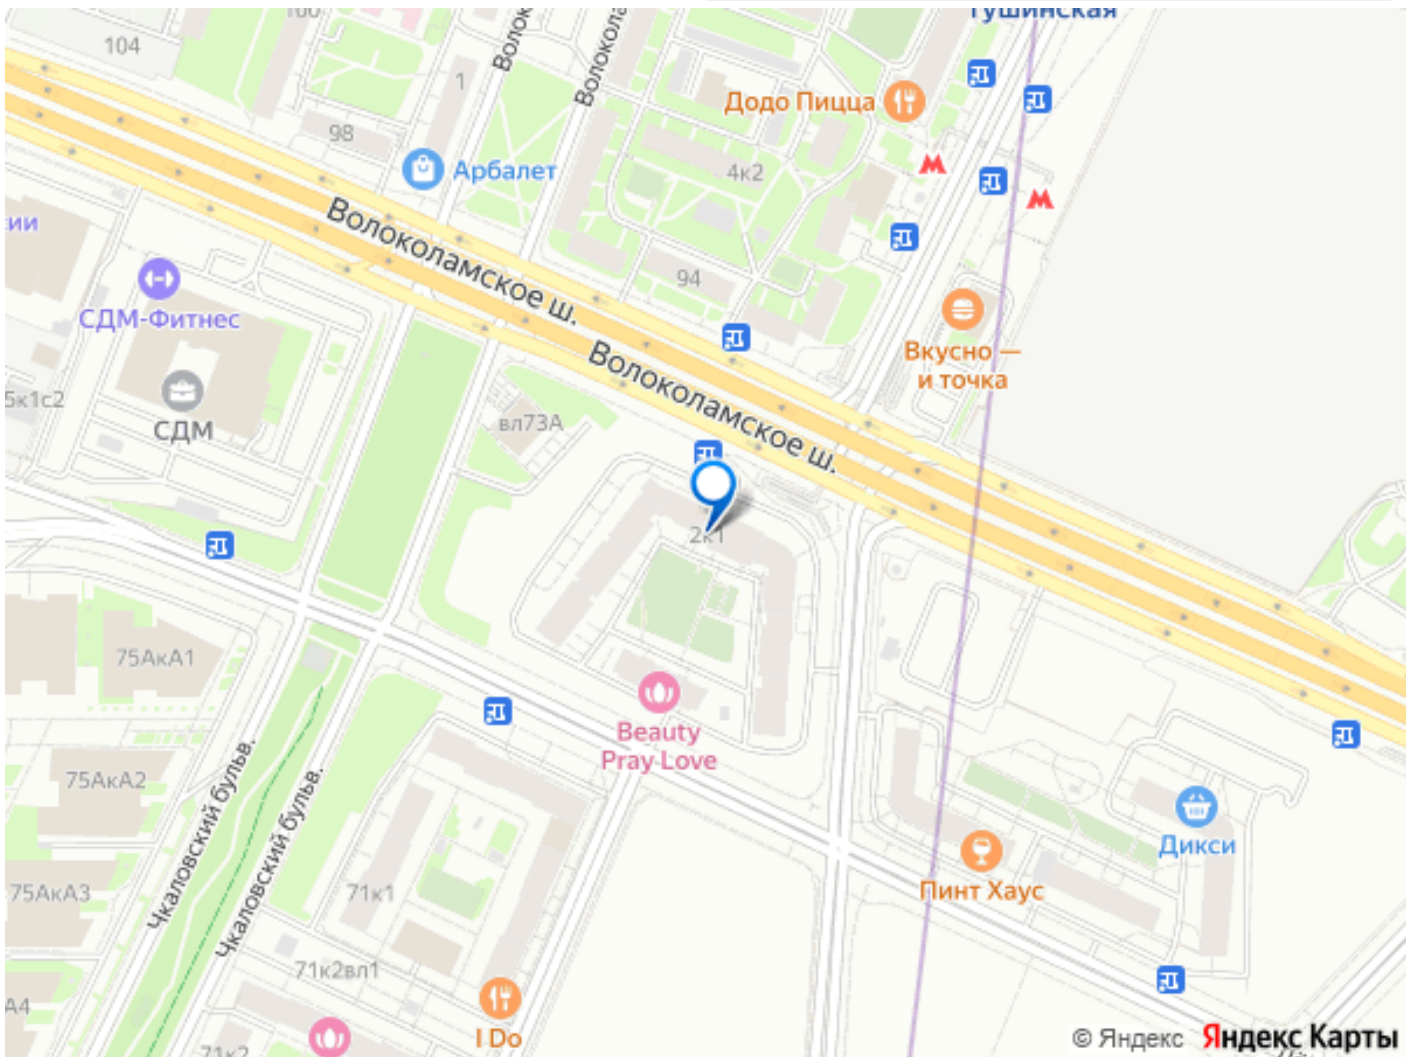 Тушинская
104
1
98
Додо Пицца
Арбалет
4к2
Волоколамское ш.
94
СДМ-Фитнес
Вкусно —
и точка
Волоколамское ш.
5к1с2
СДМ
вл73А
2к1
75АкА1
Beauty
Pray Love
75АкА2
Чкаловский бульв.
Чкаловский бульв.
Дикси
75АкА3
71к1
Пинт Хаус
71к2вл1
А4
I Do
71к2
© Яндекс Яндекс Карты